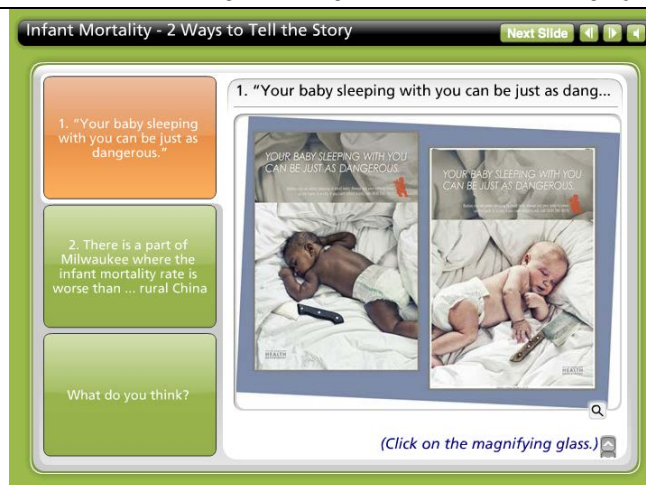 Infant Mortality - 2 Ways to Tell the Story
Next Slide
1. "Your baby sleeping
with you can be just as
dangerous."
2. There is a part of
Milwaukee where the
infant mortality rate is
worse than ... rural China
What do you think?
1. "Your baby sleeping with you can be just as dang...
YOUR BABY SLEEPING WITH YOU
CAN BE JUST AS DANGEROUS.
HEALTH
YOUR BABY SLEEPING WITH YOU
CAN BE JUST AS DANGEROUS.
HEALTH
(Click on the magnifying glass.)